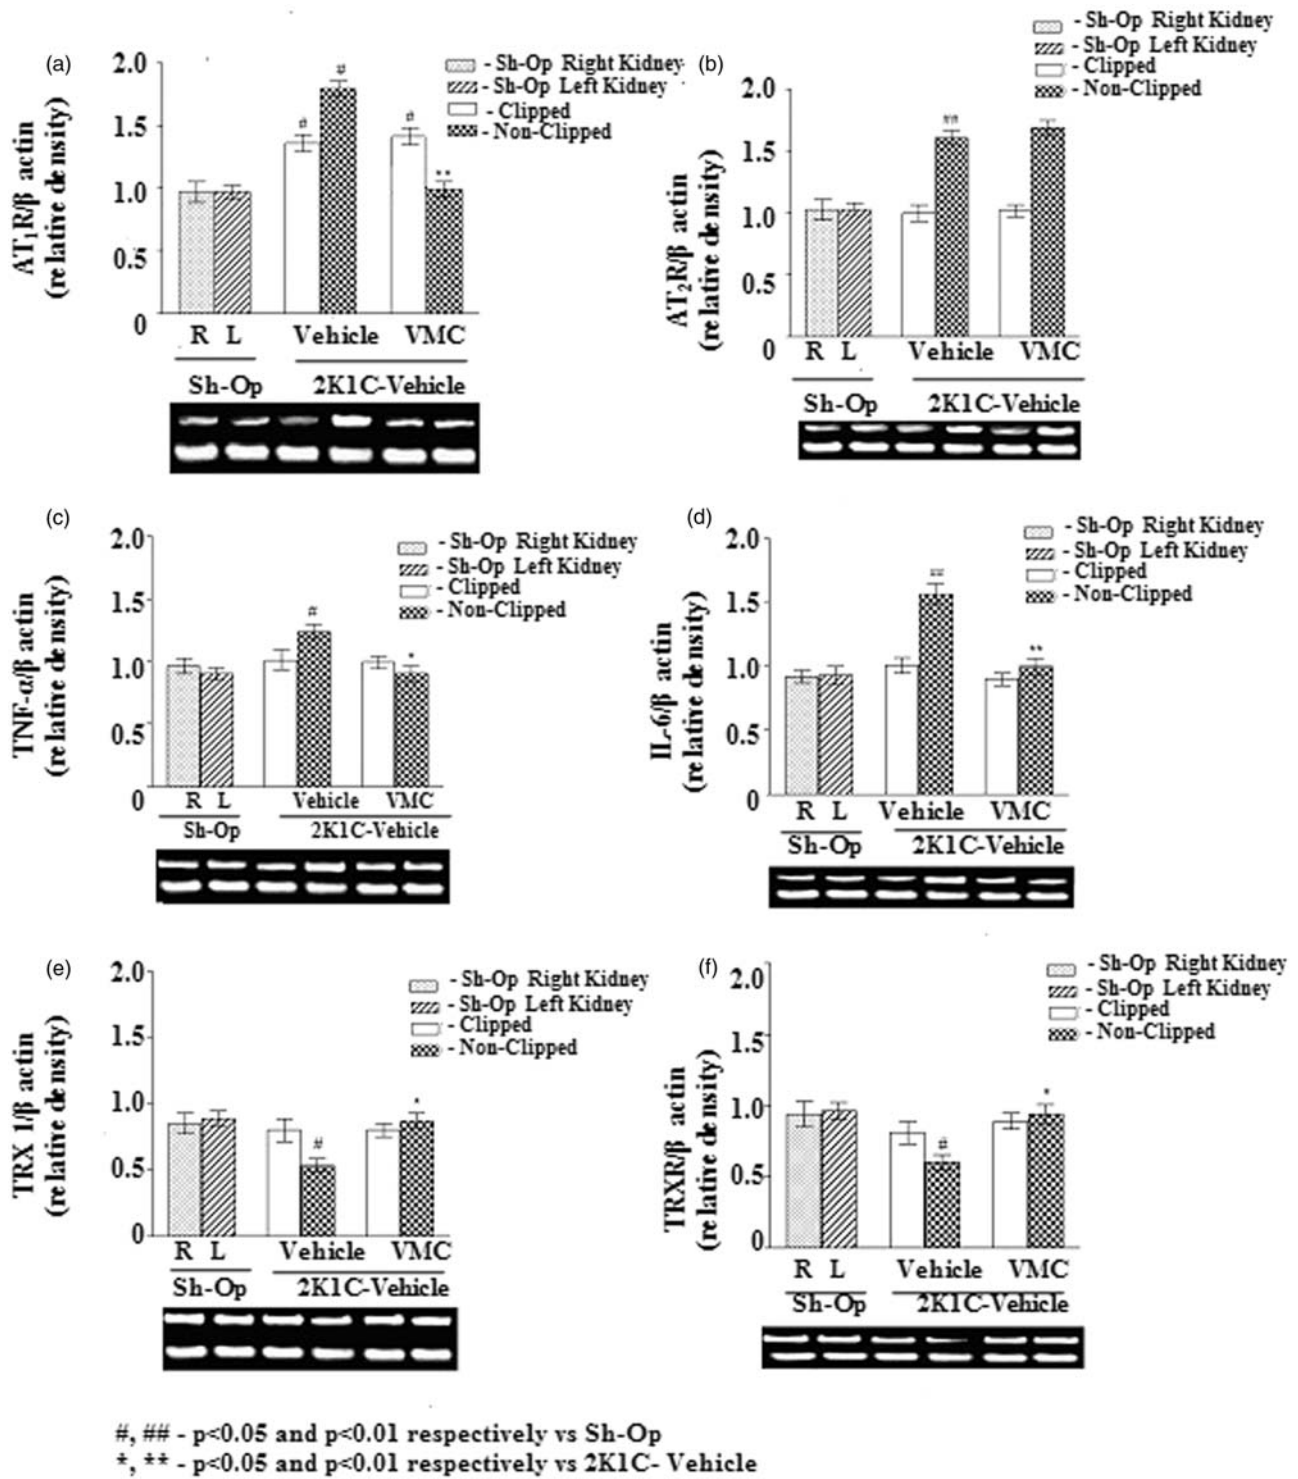 (a)
AT1R/β actin
(relative density)
2.0
1.5
1.0
0.5
0
- Sh-Op Right Kidney
- Sh-Op Left Kidney
- Clipped
- Non-Clipped
#
#
#
**
R L Vehicle VMC
Sh-Op 2K1C-Vehicle
(b)
AT2R/β actin
(relative density)
2.0
1.5
1.0
0.5
0
- Sh-Op Right Kidney
- Sh-Op Left Kidney
- Clipped
- Non-Clipped
##
R L Vehicle VMC
Sh-Op 2K1C-Vehicle
(c)
TNF-α/β actin
(relative density)
2.0
1.5
1.0
0.5
0
- Sh-Op Right Kidney
- Sh-Op Left Kidney
- Clipped
- Non-Clipped
#
*
R L Vehicle VMC
Sh-Op 2K1C-Vehicle
(d)
IL-6/β actin
(relative density)
2.0
1.5
1.0
0.5
0
- Sh-Op Right Kidney
- Sh-Op Left Kidney
- Clipped
- Non-Clipped
##
**
R L Vehicle VMC
Sh-Op 2K1C-Vehicle
(e)
TRX 1/β actin
(relative density)
2.0
1.5
1.0
0.5
0
- Sh-Op Right Kidney
- Sh-Op Left Kidney
- Clipped
- Non-Clipped
#
*
R L Vehicle VMC
Sh-Op 2K1C-Vehicle
(f)
TRXR/β actin
(relative density)
2.0
1.5
1.0
0.5
0
- Sh-Op Right Kidney
- Sh-Op Left Kidney
- Clipped
- Non-Clipped
#
*
R L Vehicle VMC
Sh-Op 2K1C-Vehicle
#, ## - p<0.05 and p<0.01 respectively vs Sh-Op
*, ** - p<0.05 and p<0.01 respectively vs 2K1C- Vehicle